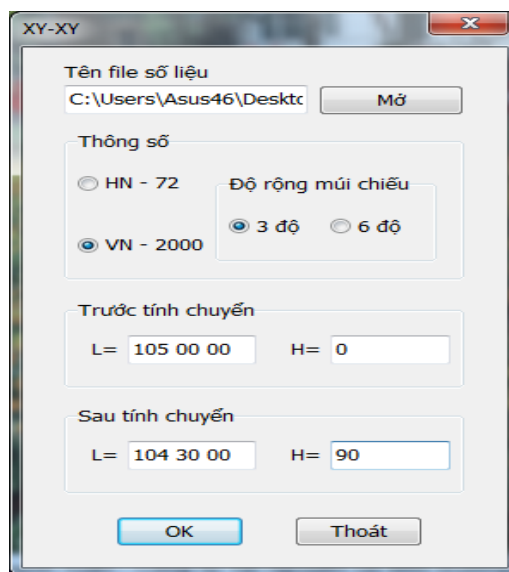 XY-XY
Tên file số liệu
C:\Users\Asus46\Deskto Mở
Thông số
HN - 72
Độ rộng múi chiếu
3 độ 6 độ
VN - 2000
Trước tính chuyển
L= 105 00 00 H= 0
Sau tính chuyển
L= 104 30 00 H= 90
OK Thoát